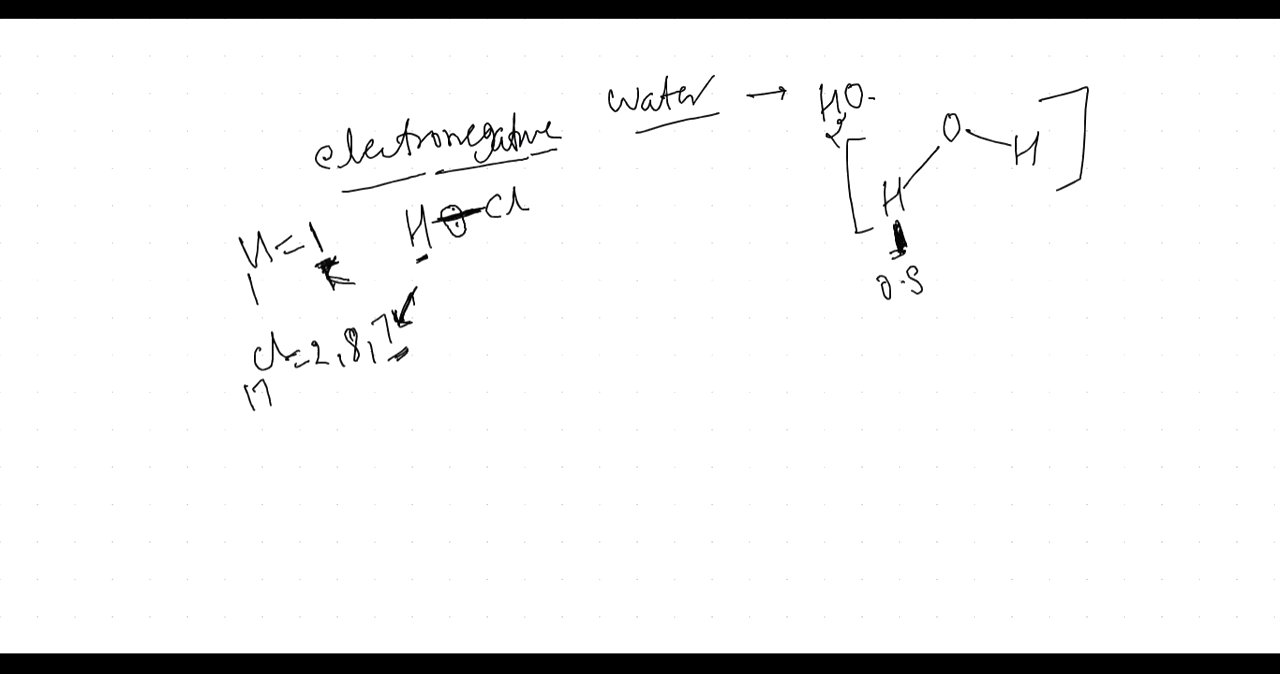 water → H2O.
electronegative
H O H
H Cl
H = 1
1
0.5
Cl = 2, 8, 7
17